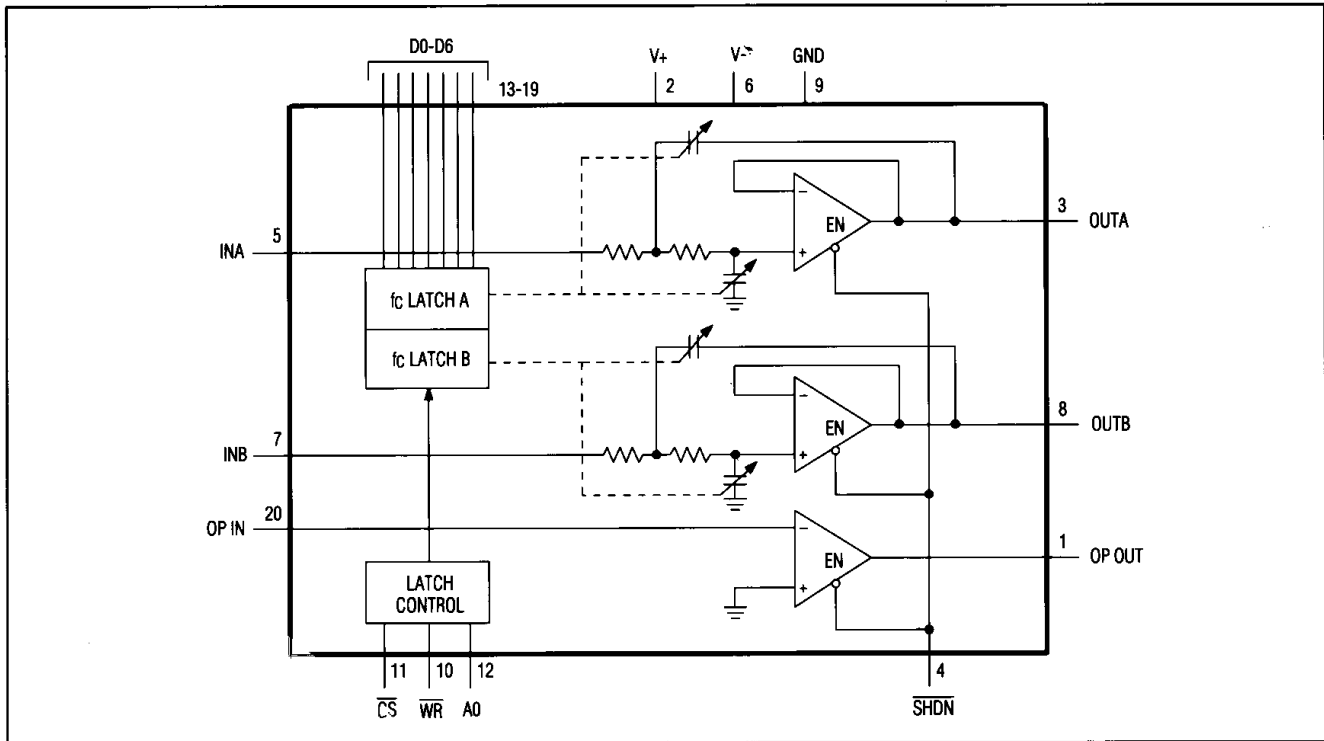 D0-D6
13-19
V+
2
V-
6
GND
9
5
INA
fc LATCH A
fc LATCH B
−
EN
+
3
OUTA
7
INB
−
EN
+
8
OUTB
20
OP IN
−
EN
+
1
OP OUT
LATCH
CONTROL
11
10
12
4
CS
WR
A0
SHDN